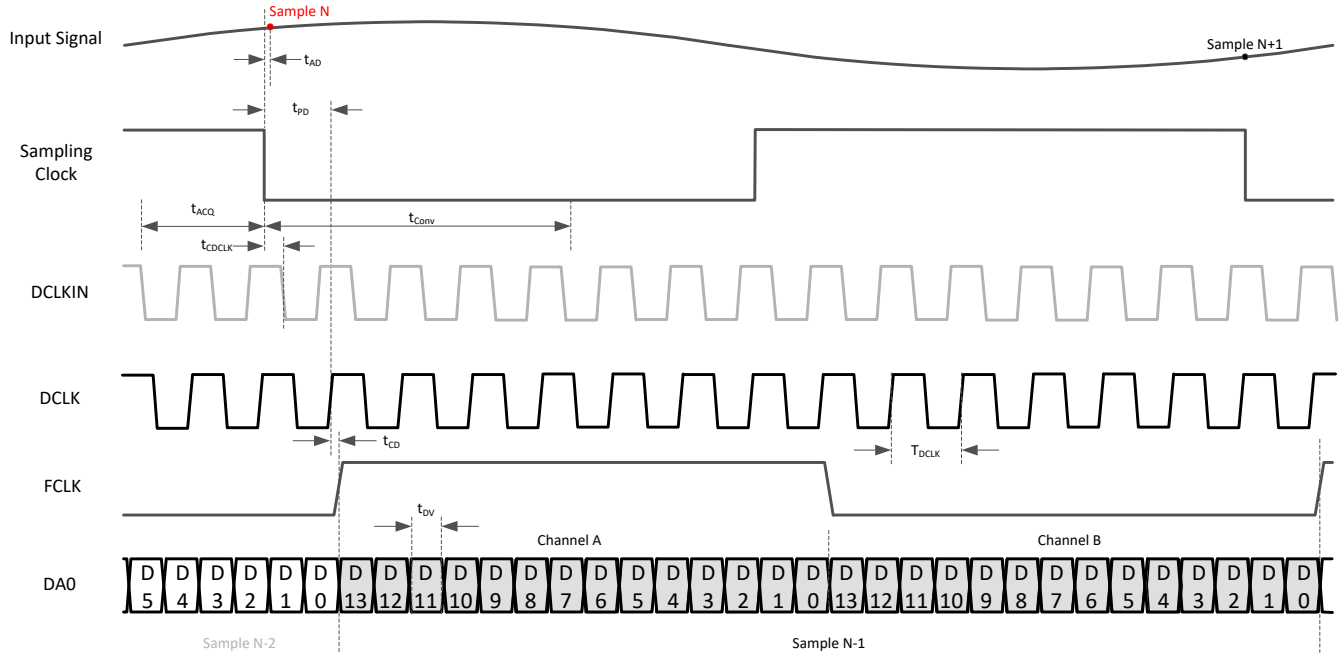 Sample N
Input Signal
Sample N+1
tAD
tPD
Sampling
Clock
tACQ
tConv
tCDCLK
DCLKIN
DCLK
tCD
TDCLK
FCLK
tDV
Channel A
Channel B
DA0
D D D D D D D D D D D D D D D D D D D D D D D D D D D D D D D D D D
5 4 3 2 1 0 13 12 11 10 9 8 7 6 5 4 3 2 1 0 13 12 11 10 9 8 7 6 5 4 3 2 1 0
Sample N-2
Sample N-1